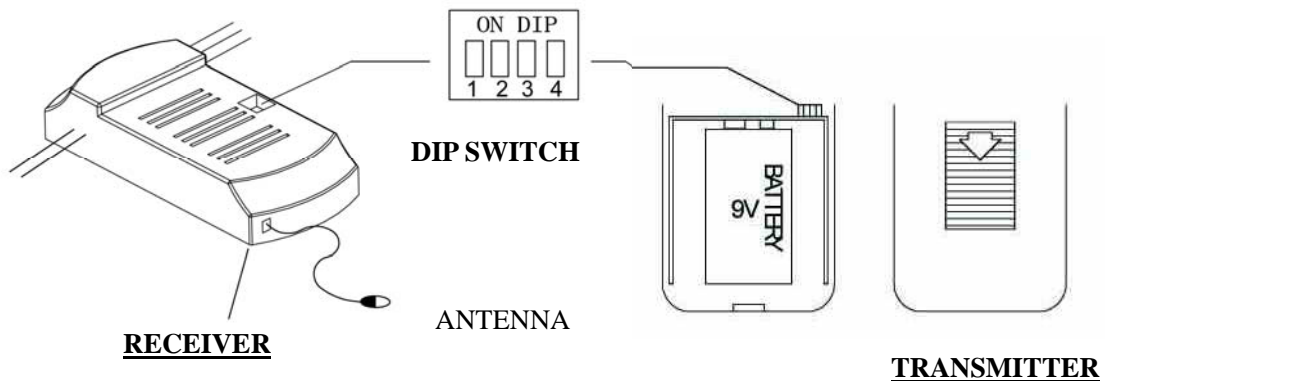 ON DIP
1 2 3 4
DIP SWITCH
BATTERY
9V
ANTENNA
RECEIVER
TRANSMITTER